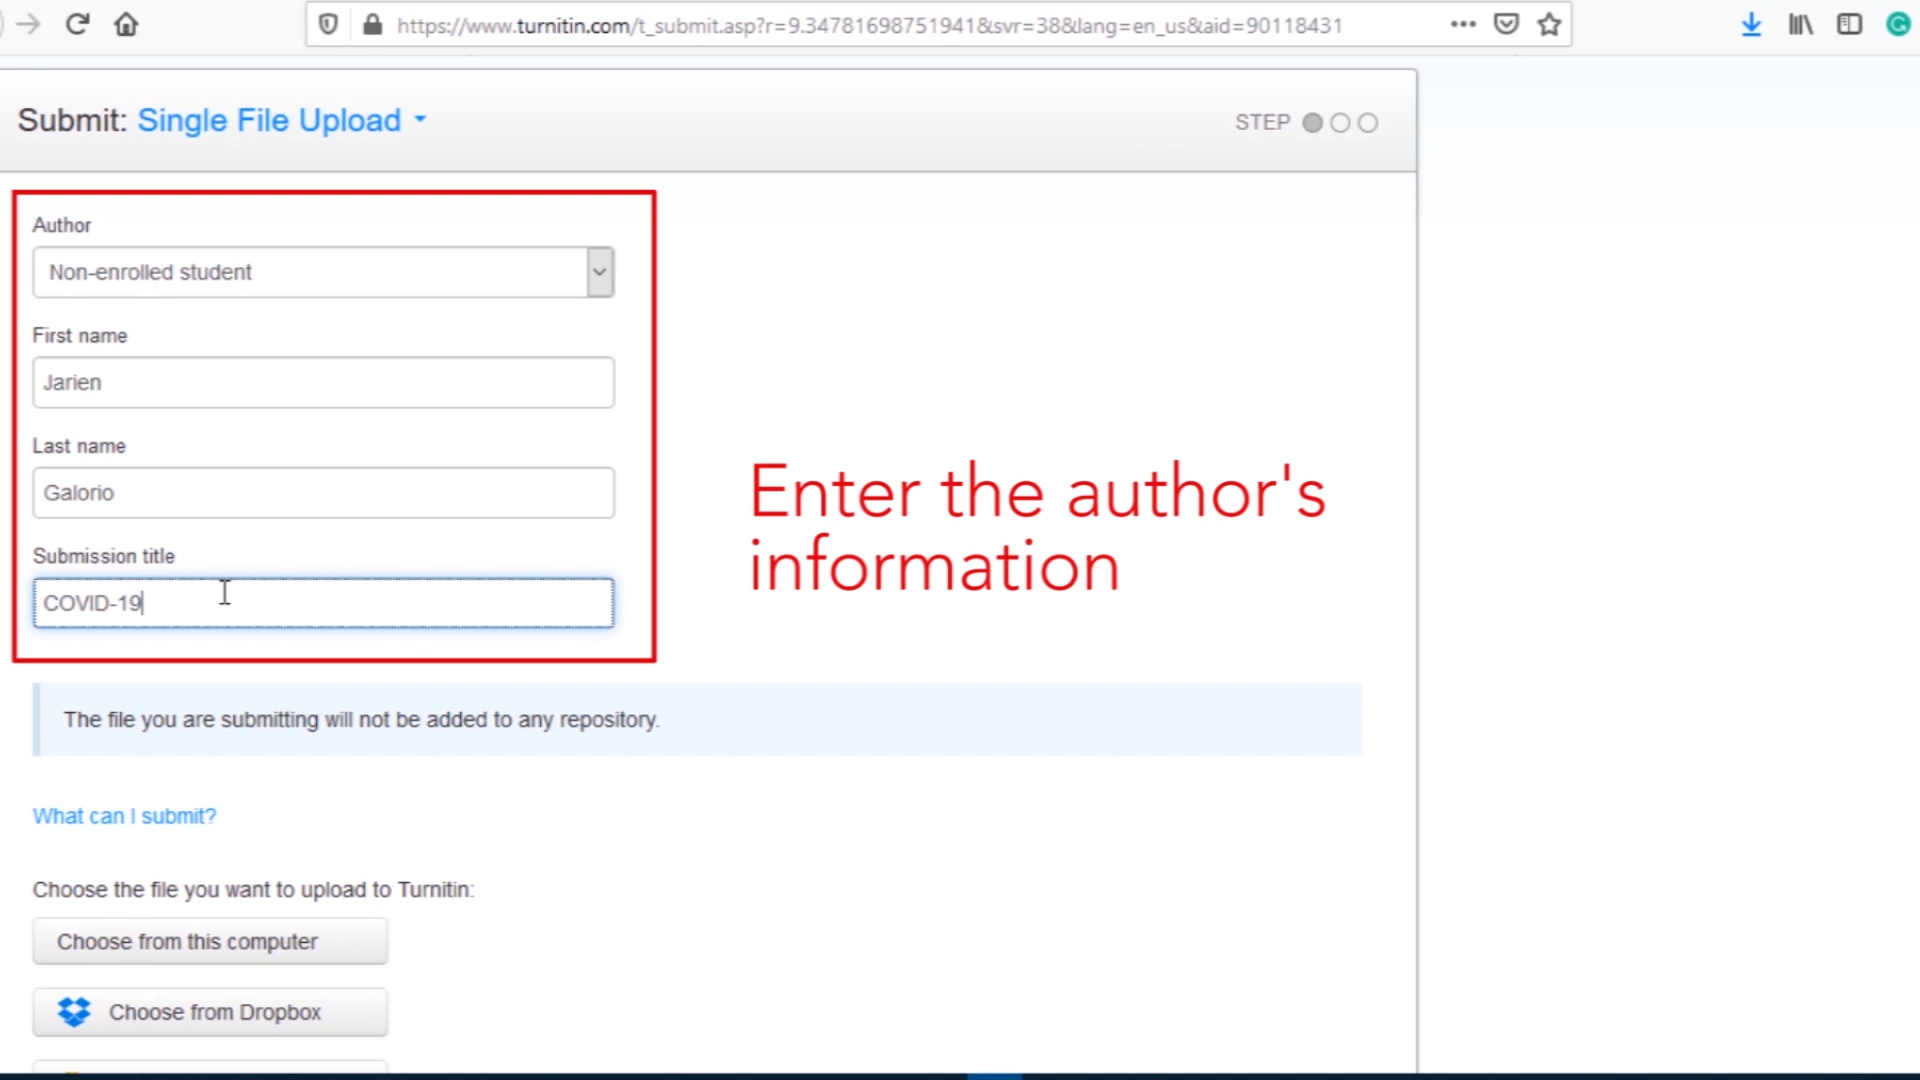 https://www.turnitin.com/t_submit.asp?r=9.34781698751941&svr=38&lang=en_us&aid=90118431
Submit: Single File Upload
STEP
Author
Non-enrolled student
First name
Jarien
Last name
Galorio
Submission title
COVID-19
Enter the author's
information
The file you are submitting will not be added to any repository.
What can I submit?
Choose the file you want to upload to Turnitin:
Choose from this computer
Choose from Dropbox